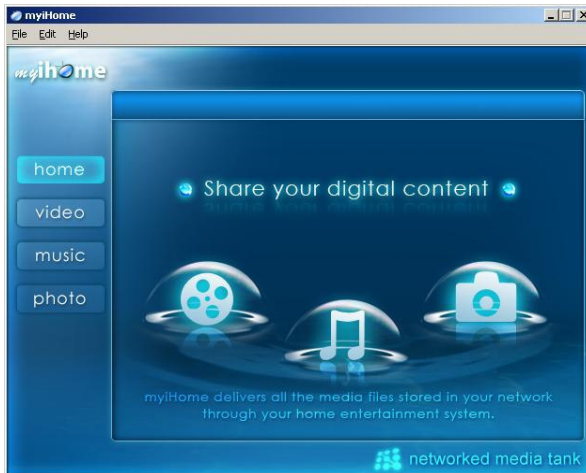 myiHome
File Edit Help
myihome
home
Share your digital content
video
music
photo
myiHome delivers all the media files stored in your network
through your home entertainment system.
networked media tank